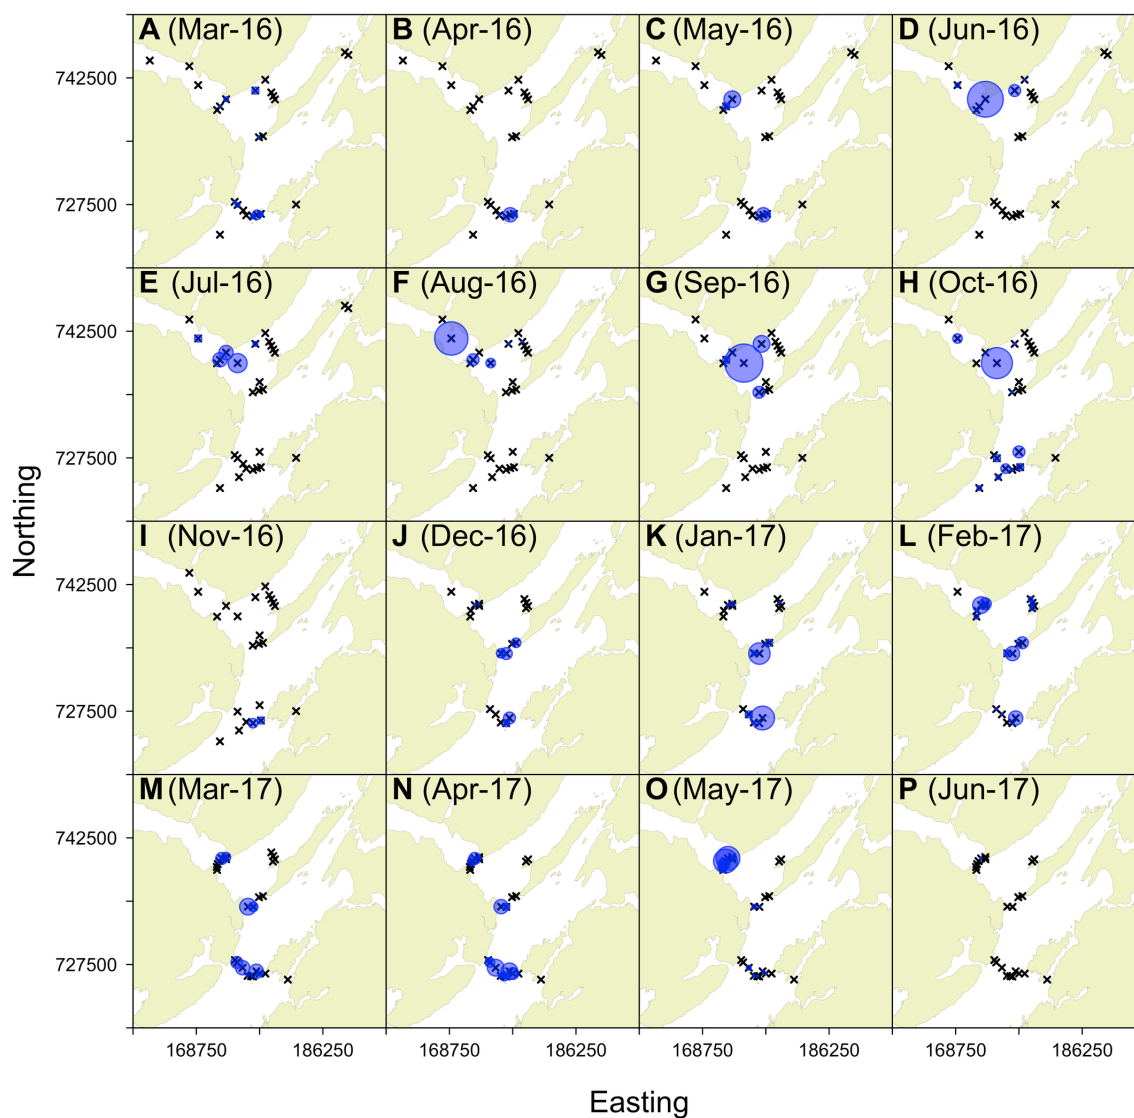 A (Mar-16) B (Apr-16) C (May-16) D (Jun-16)
742500
727500
E (Jul-16) F (Aug-16) G (Sep-16) H (Oct-16)
742500
727500
I (Nov-16) J (Dec-16) K (Jan-17) L (Feb-17)
742500
727500
M (Mar-17) N (Apr-17) O (May-17) P (Jun-17)
742500
727500
168750 186250 168750 186250 168750 186250 168750 186250
Northing
Easting